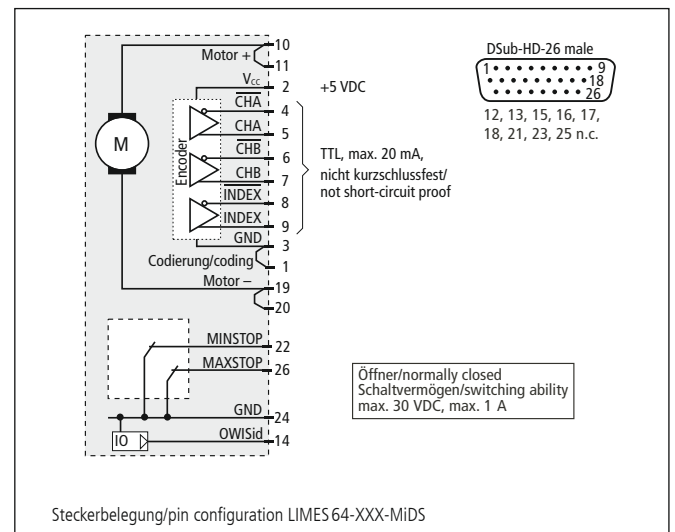 Motor +
10
11
V_CC
2
+5 VDC
C̅H̅A̅
4
CHA
5
C̅H̅B̅
6
CHB
7
I̅N̅D̅E̅X̅
8
INDEX
9
GND
3
Codierung/coding
1
Motor –
19
20
M
Encoder
TTL, max. 20 mA,
nicht kurzschlussfest/
not short-circuit proof
DSub-HD-26 male
1
9
18
26
12, 13, 15, 16, 17,
18, 21, 23, 25 n.c.
MINSTOP
22
MAXSTOP
26
GND
24
IO
OWISid
14
Öffner/normally closed
Schaltvermögen/switching ability
max. 30 VDC, max. 1 A
Steckerbelegung/pin configuration LIMES 64-XXX-MiDS